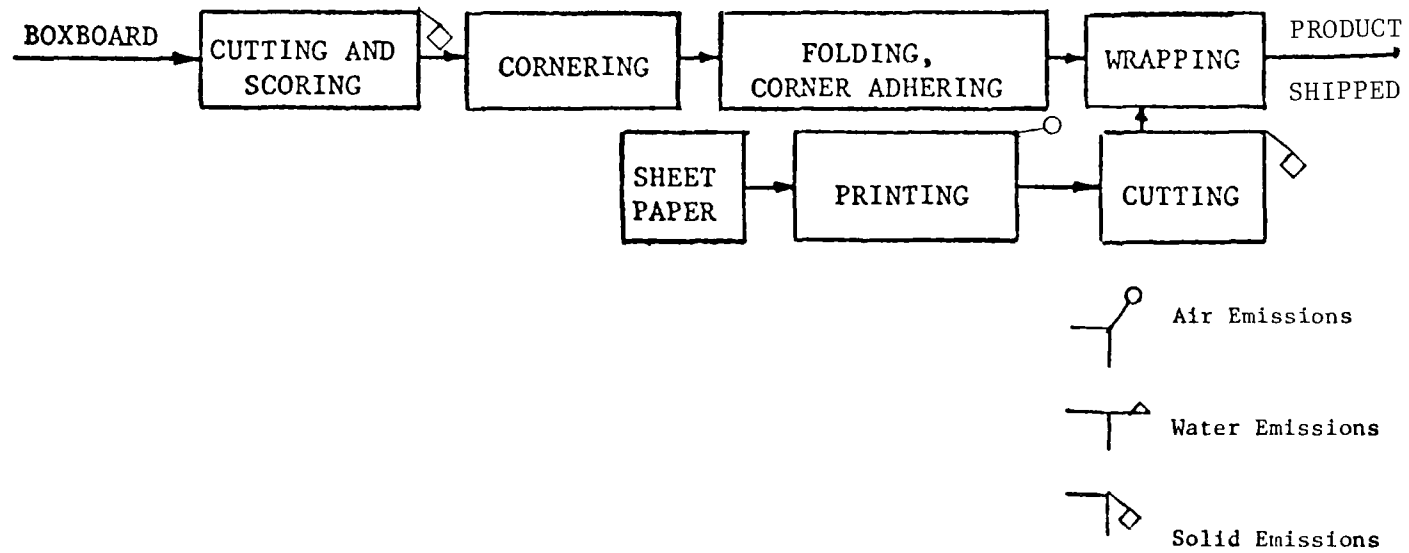 BOXBOARD
CUTTING AND
SCORING
CORNERING
FOLDING,
CORNER ADHERING
WRAPPING
PRODUCT
SHIPPED
SHEET
PAPER
PRINTING
CUTTING
Air Emissions
Water Emissions
Solid Emissions